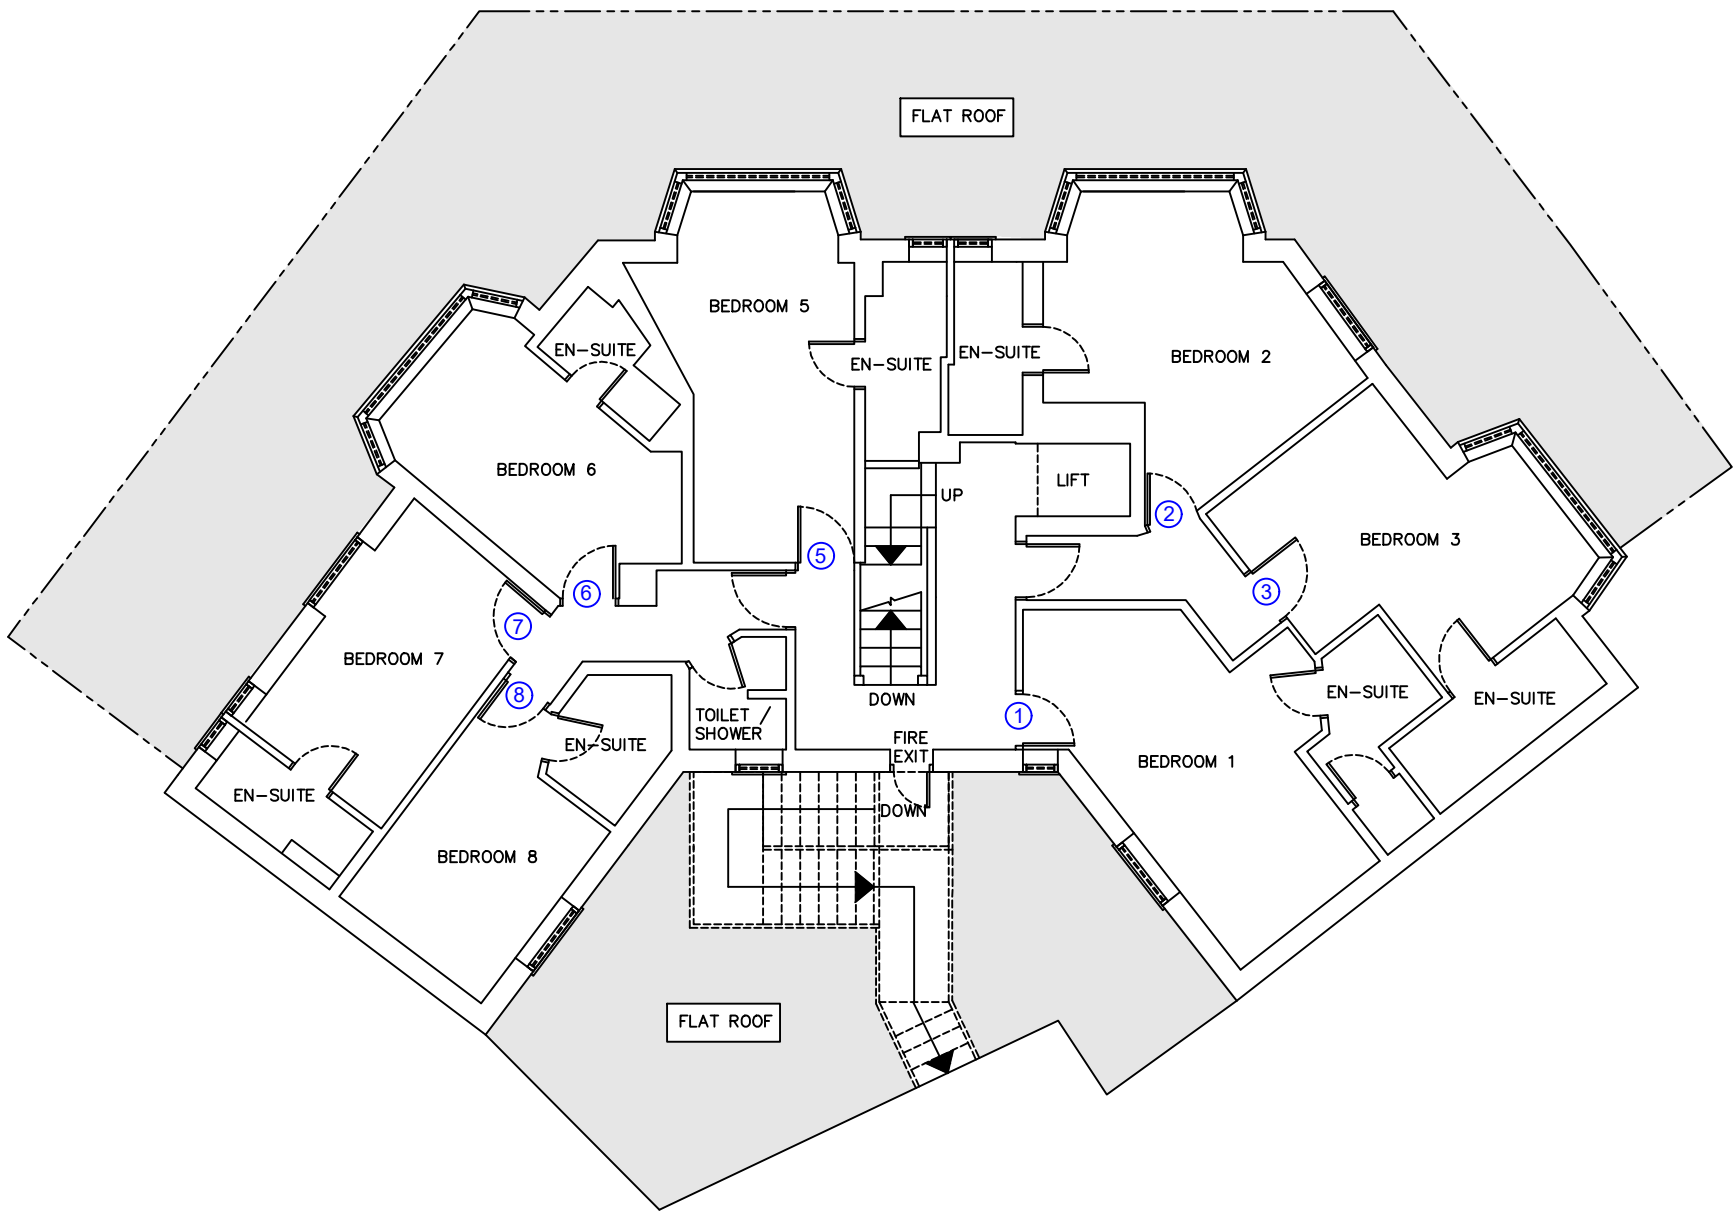 FLAT ROOF
BEDROOM 5
EN-SUITE
EN-SUITE
EN-SUITE
BEDROOM 2
BEDROOM 6
LIFT
UP
2
5
BEDROOM 3
6
3
7
BEDROOM 7
8
EN-SUITE
EN-SUITE
DOWN
TOILET /
SHOWER
1
FIRE
EXIT
EN-SUITE
BEDROOM 1
EN-SUITE
DOWN
BEDROOM 8
FLAT ROOF